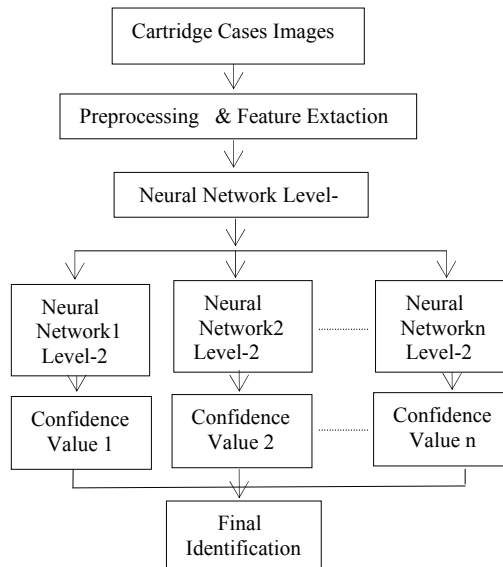 Cartridge Cases Images
Preprocessing & Feature Extaction
Neural Network Level-
Neural
Network1
Level-2
Neural
Network2
Level-2
Neural
Networkn
Level-2
Confidence
Value 1
Confidence
Value 2
Confidence
Value n
Final
Identification